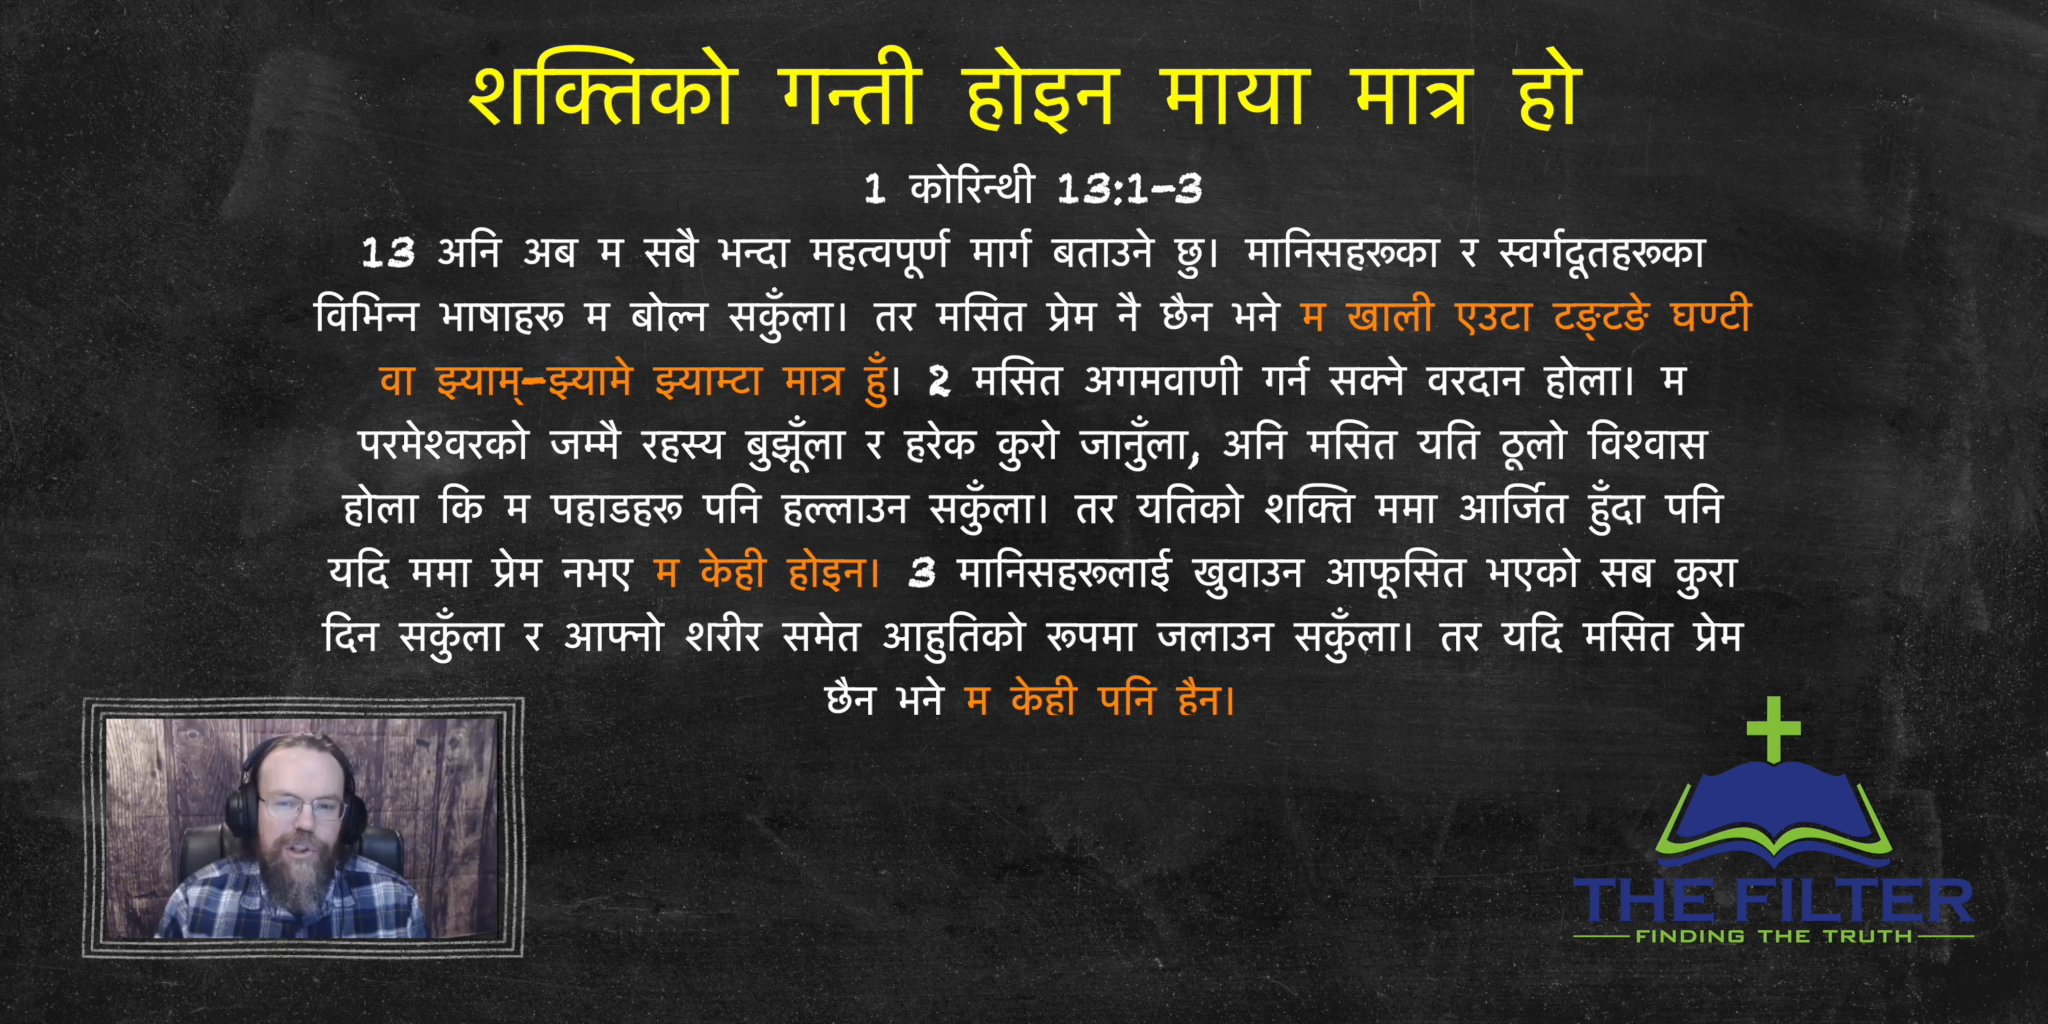 शक्तिको गन्ती होइन माया मात्र हो
1 कोरिन्थी 13:1-3
13 अनि अब म सबै भन्दा महत्वपूर्ण मार्ग बताउने छु। मानिसहरूका र स्वर्गदूतहरूका
विभिन्न भाषाहरू म बोल्न सकुँला। तर मसित प्रेम नै छैन भने म खाली एउटा टङ्टङे घण्टी
वा झ्याम्-झ्यामे झ्याम्टा मात्र हुँ। 2 मसित अगमवाणी गर्न सक्ने वरदान होला। म
परमेश्वरको जम्मै रहस्य बुझूँला र हरेक कुरो जानुँला, अनि मसित यति ठूलो विश्वास
होला कि म पहाडहरू पनि हल्लाउन सकुँला। तर यतिको शक्ति ममा आर्जित हुँदा पनि
यदि ममा प्रेम नभए म केही होइन। 3 मानिसहरूलाई खुवाउन आफूसित भएको सब कुरा
दिन सकुँला र आफ्नो शरीर समेत आहुतिको रूपमा जलाउन सकुँला। तर यदि मसित प्रेम
छैन भने म केही पनि हैन।
THE FILTER
FINDING THE TRUTH